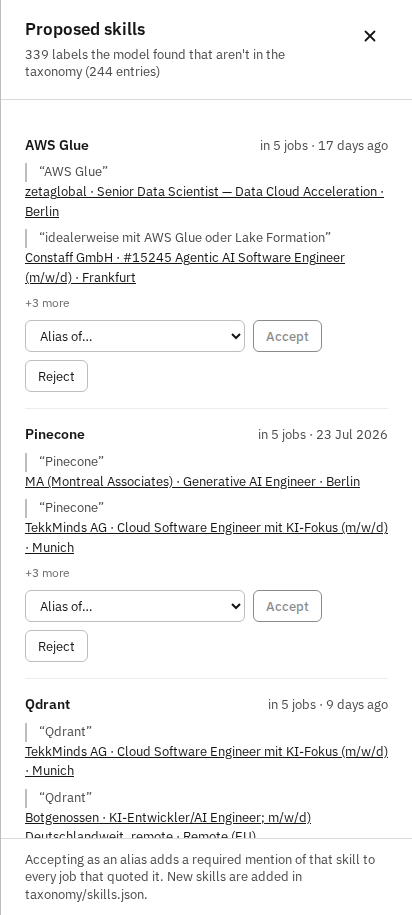 Proposed skills
339 labels the model found that aren't in the
taxonomy (244 entries)
AWS Glue
in 5 jobs · 17 days ago
“AWS Glue”
zetaglobal · Senior Data Scientist — Data Cloud Acceleration ·
Berlin
“idealerweise mit AWS Glue oder Lake Formation”
Constaff GmbH · #15245 Agentic AI Software Engineer
(m/w/d) · Frankfurt
+3 more
Alias of...
Accept
Reject
Pinecone
in 5 jobs · 23 Jul 2026
“Pinecone”
MA (Montreal Associates) · Generative AI Engineer · Berlin
“Pinecone”
TekkMinds AG · Cloud Software Engineer mit KI-Fokus (m/w/d)
· Munich
+3 more
Alias of...
Accept
Reject
Qdrant
in 5 jobs · 9 days ago
“Qdrant”
TekkMinds AG · Cloud Software Engineer mit KI-Fokus (m/w/d)
· Munich
“Qdrant”
Botgenossen · KI-Entwickler/AI Engineer; m/w/d)
Deutschlandweit, remote · Remote (EU)
Accepting as an alias adds a required mention of that skill to
every job that quoted it. New skills are added in
taxonomy/skills.json.